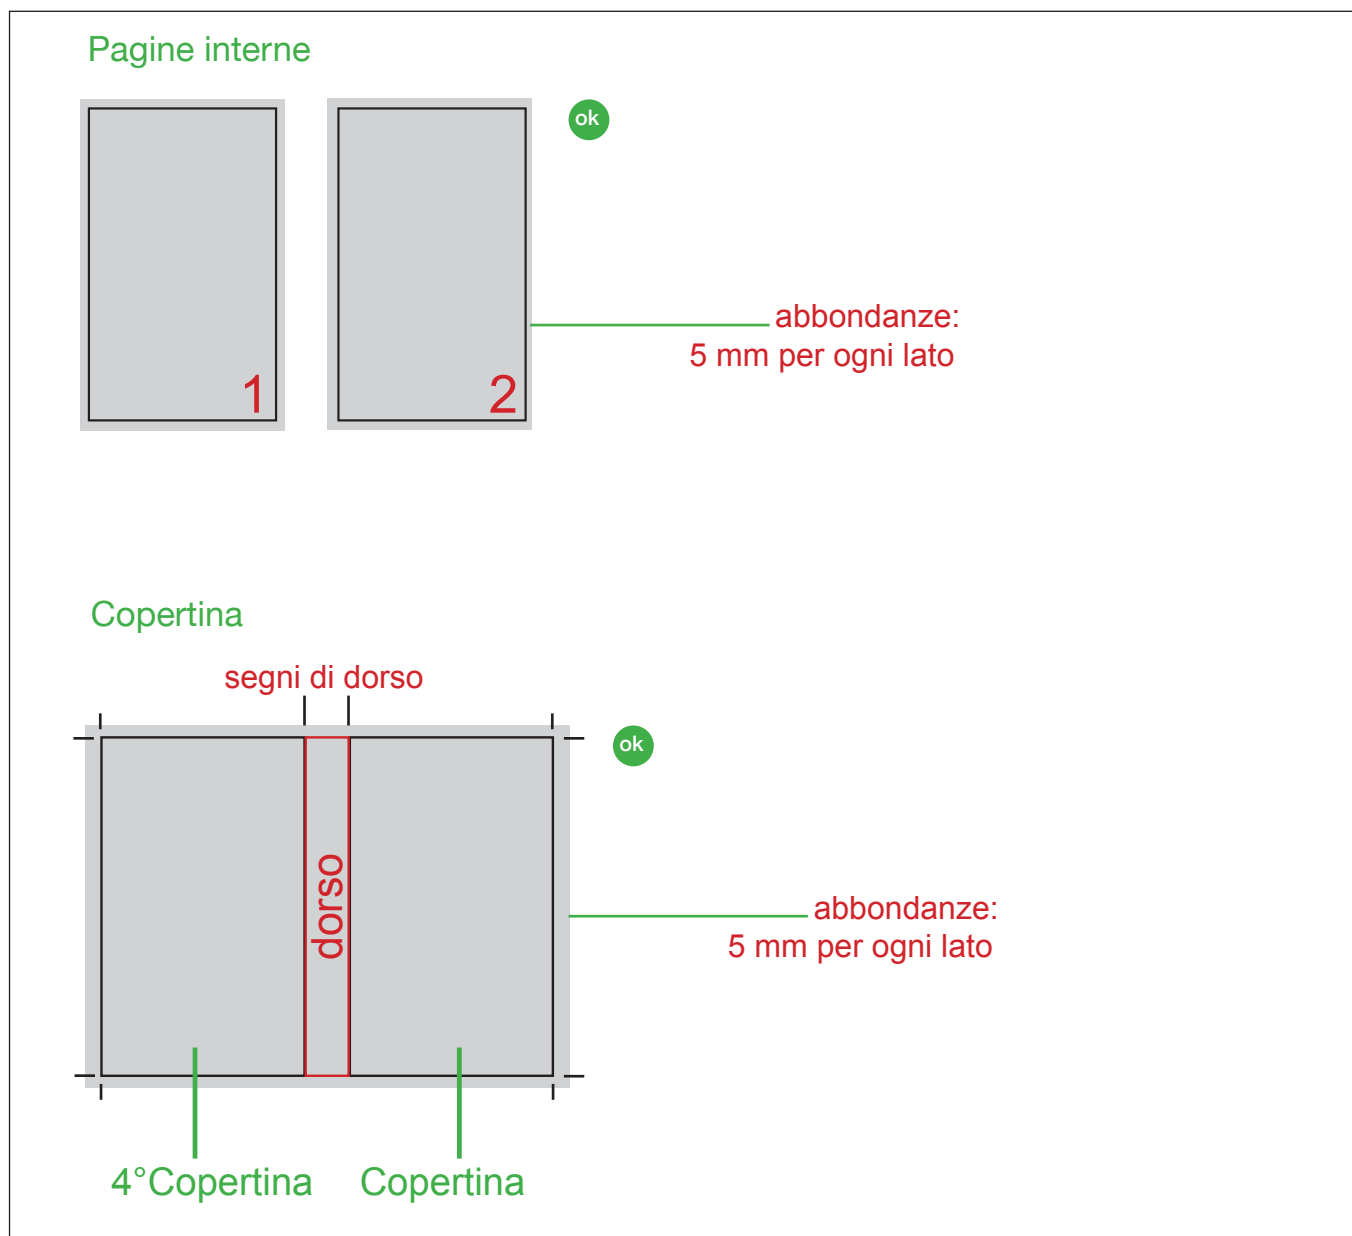 Pagine interne
ok
1
2
abbondanze:
5 mm per ogni lato
Copertina
segni di dorso
ok
dorso
abbondanze:
5 mm per ogni lato
4°Copertina
Copertina